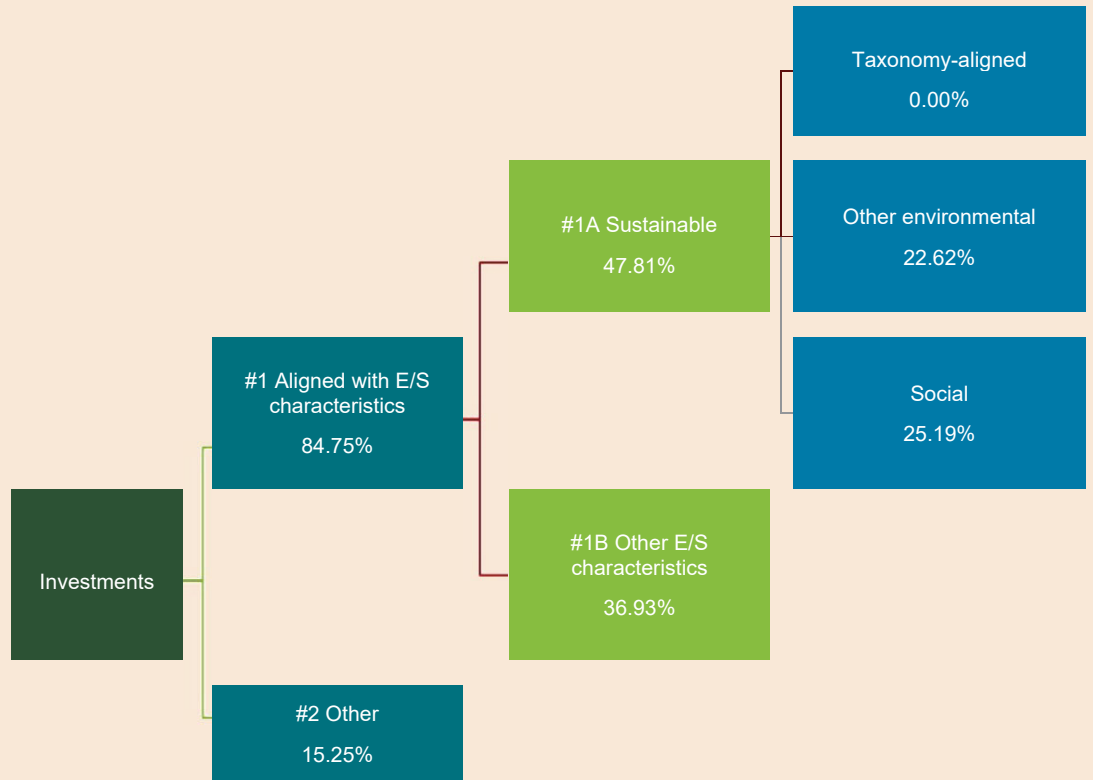 Taxonomy-aligned
0.00%
#1A Sustainable
47.81%
Other environmental
22.62%
#1 Aligned with E/S
characteristics
84.75%
Social
25.19%
Investments
#1B Other E/S
characteristics
36.93%
#2 Other
15.25%